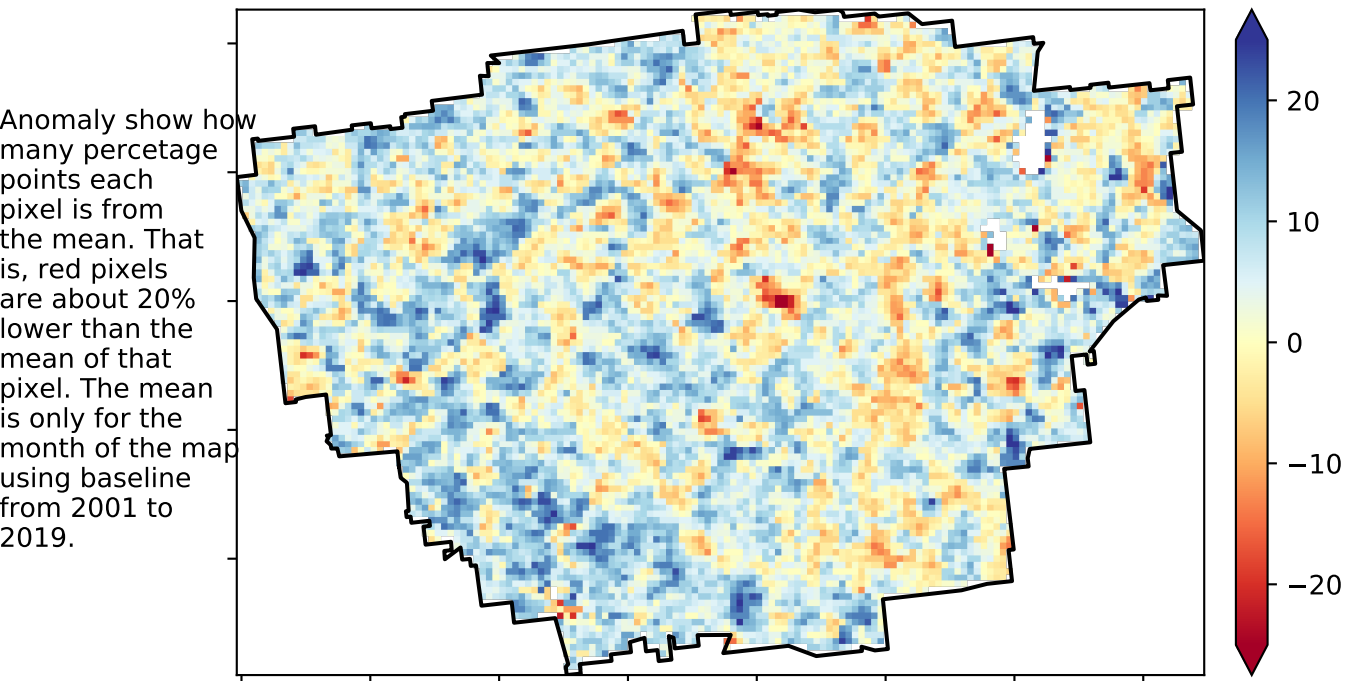 Anomaly show how
many percetage
points each
pixel is from
the mean. That
is, red pixels
are about 20%
lower than the
mean of that
pixel. The mean
is only for the
month of the map
using baseline
from 2001 to
2019.
20
10
0
−10
−20